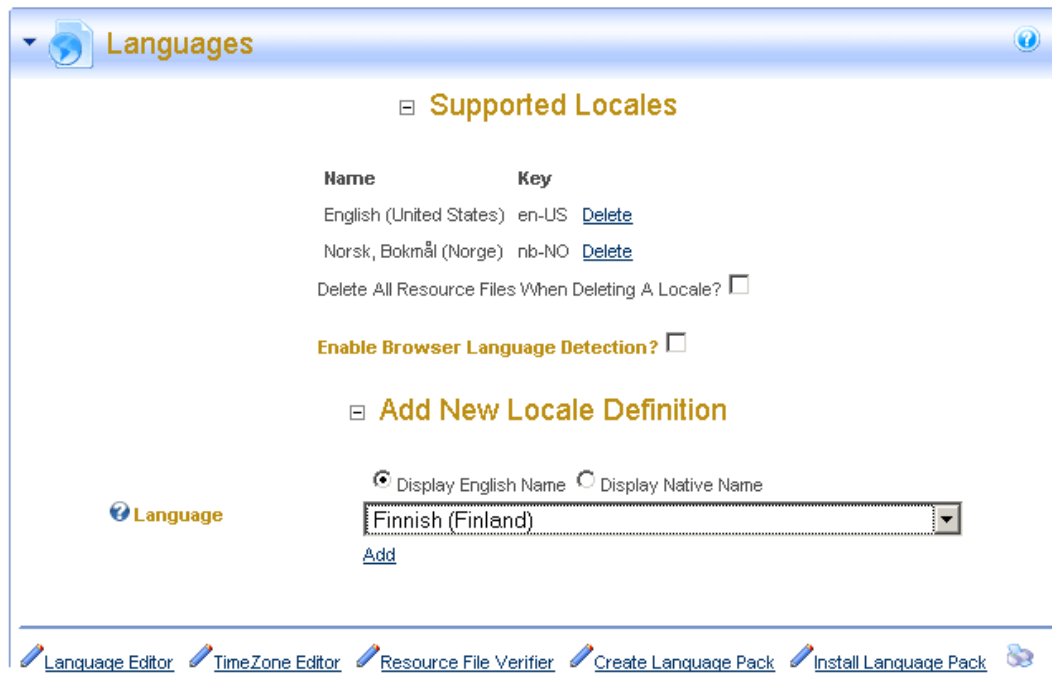 Languages
Supported Locales
Name Key
English (United States) en-US Delete
Norsk, Bokmål (Norge) nb-NO Delete
Delete All Resource Files When Deleting A Locale?
Enable Browser Language Detection?
Add New Locale Definition
Display English Name Display Native Name
Language Finnish (Finland)
Add
Language Editor TimeZone Editor Resource File Verifier Create Language Pack Install Language Pack